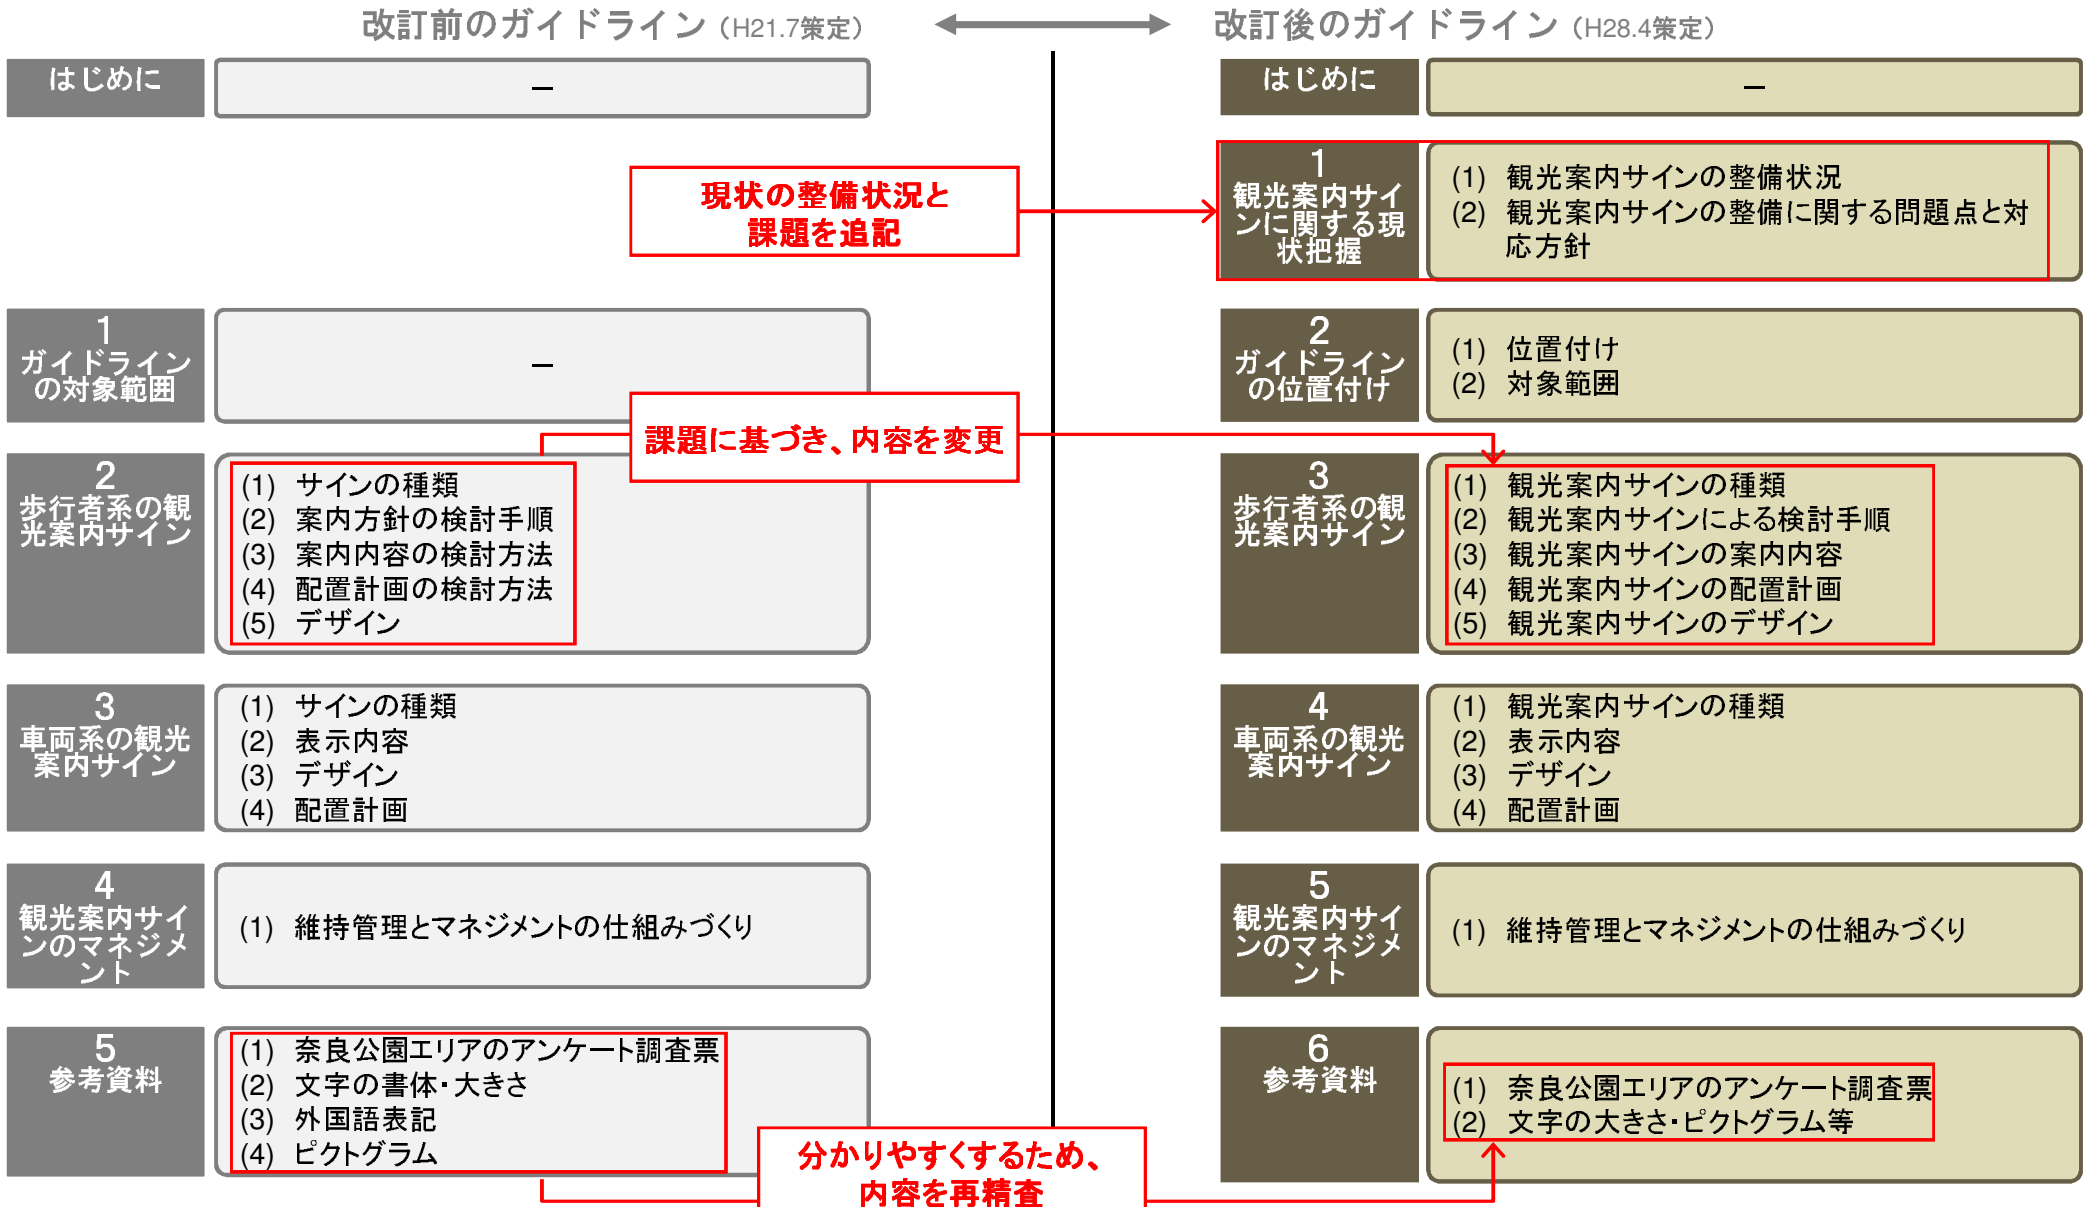 改訂前のガイドライン（H21.7策定）
改訂後のガイドライン（H28.4策定）
はじめに
－
はじめに
－
現状の整備状況と
課題を追記
1
観光案内サイ
ンに関する現
状把握
(1) 観光案内サインの整備状況
(2) 観光案内サインの整備に関する問題点と対
応方針
1
ガイドライン
の対象範囲
－
2
ガイドライン
の位置付け
(1) 位置付け
(2) 対象範囲
課題に基づき、内容を変更
2
歩行者系の観
光案内サイン
(1) サインの種類
(2) 案内方針の検討手順
(3) 案内内容の検討方法
(4) 配置計画の検討方法
(5) デザイン
3
歩行者系の観
光案内サイン
(1) 観光案内サインの種類
(2) 観光案内サインによる検討手順
(3) 観光案内サインの案内内容
(4) 観光案内サインの配置計画
(5) 観光案内サインのデザイン
3
車両系の観光
案内サイン
(1) サインの種類
(2) 表示内容
(3) デザイン
(4) 配置計画
4
車両系の観光
案内サイン
(1) 観光案内サインの種類
(2) 表示内容
(3) デザイン
(4) 配置計画
4
観光案内サイ
ンのマネジメ
ント
(1) 維持管理とマネジメントの仕組みづくり
5
観光案内サイ
ンのマネジメ
ント
(1) 維持管理とマネジメントの仕組みづくり
5
参考資料
(1) 奈良公園エリアのアンケート調査票
(2) 文字の書体・大きさ
(3) 外国語表記
(4) ピクトグラム
6
参考資料
(1) 奈良公園エリアのアンケート調査票
(2) 文字の大きさ・ピクトグラム等
分かりやすくするため、
内容を再精査